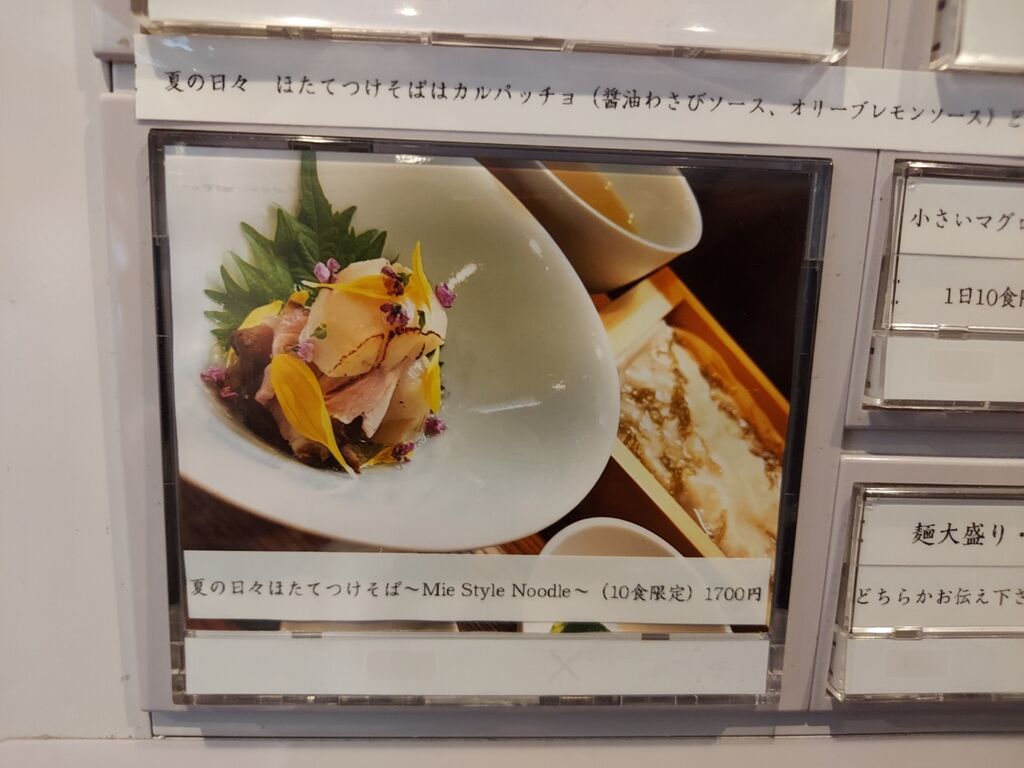 夏の日々　ほたてつけそばはカルパッチョ（醤油わさびソース、オリーブレモンソース）ど
小さいマグロ
1日10食限
夏の日々ほたてつけそば～Mie Style Noodle～（10食限定）1700円
麺大盛り・
どちらかお伝え下さ